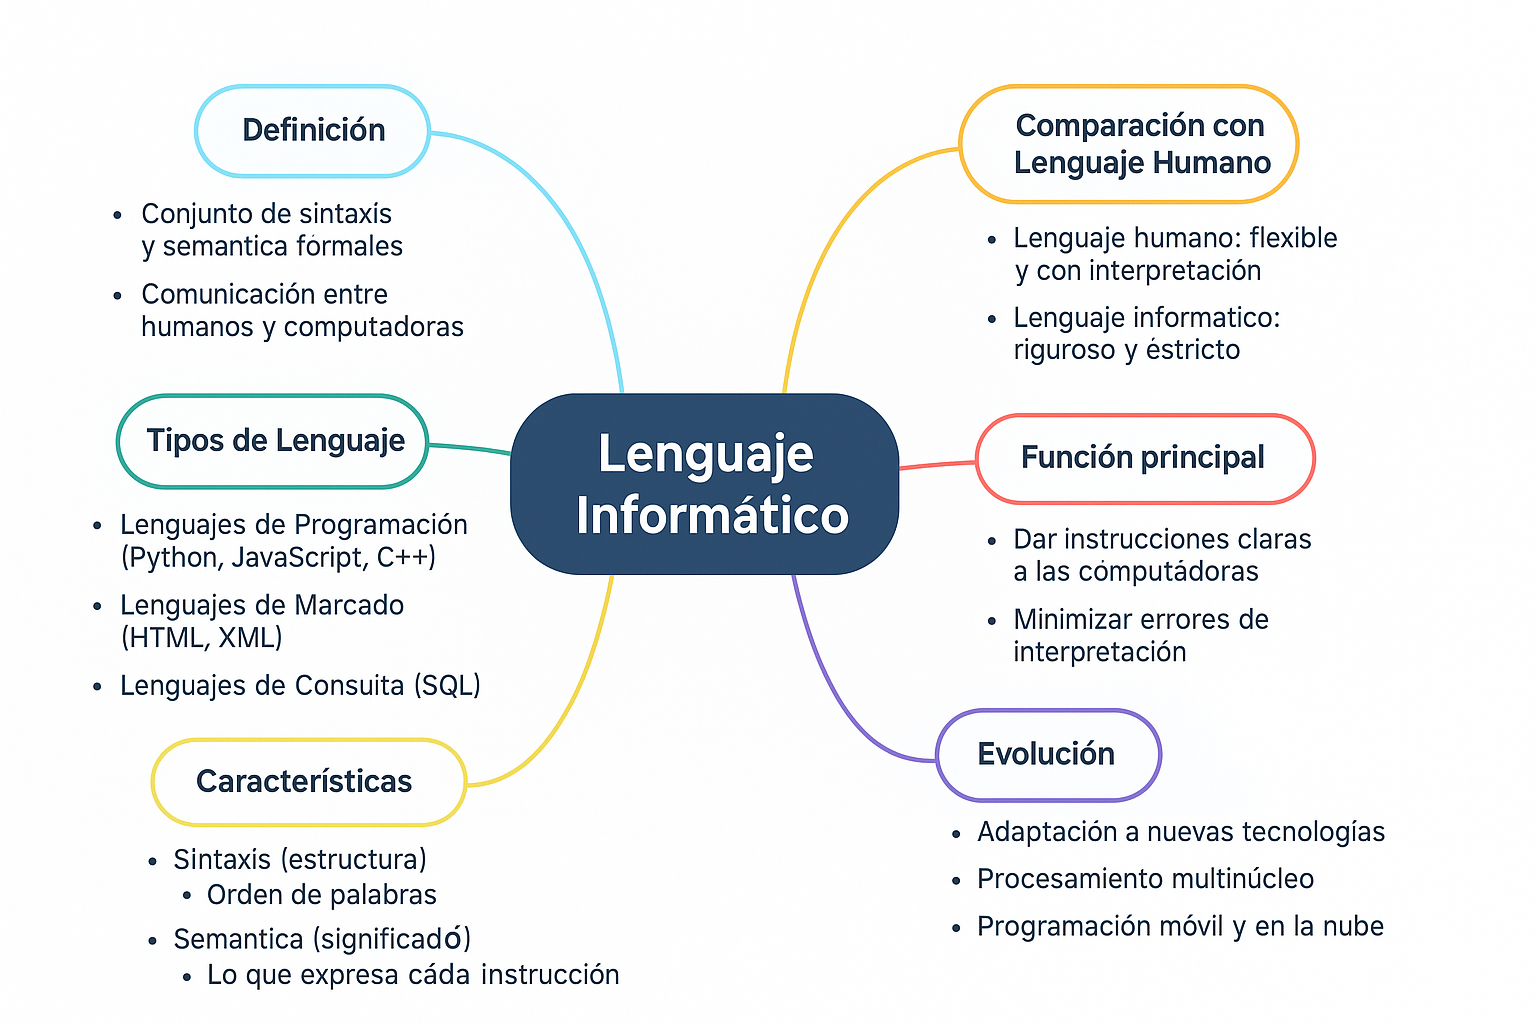 Definición
• Conjunto de sintaxís
y semantica fórmales
• Comunicación entre
humanos y computadoras
Tipos de Lenguaje
• Lenguajes de Programación
(Python, JavaScript, C++)
• Lenguajes de Marcado
(HTML, XML)
• Lenguajes de Consuita (SQL)
Características
• Sintaxís (estructura)
• Orden de palabras
• Semantica (significadó)
• Lo que expresa cáda instrucción
Lenguaje
Informático
Comparación con
Lenguaje Humano
• Lenguaje humano: flexible
y con interpretación
• Lenguaje informatico:
riguroso y éstricto
Función principal
• Dar instrucciones claras
a las cómputádoras
• Minimizar errores de
interpretación
Evolución
• Adaptación a nuevas tecnologías
• Procesamiento multinúcleo
• Programación móvil y en la nube